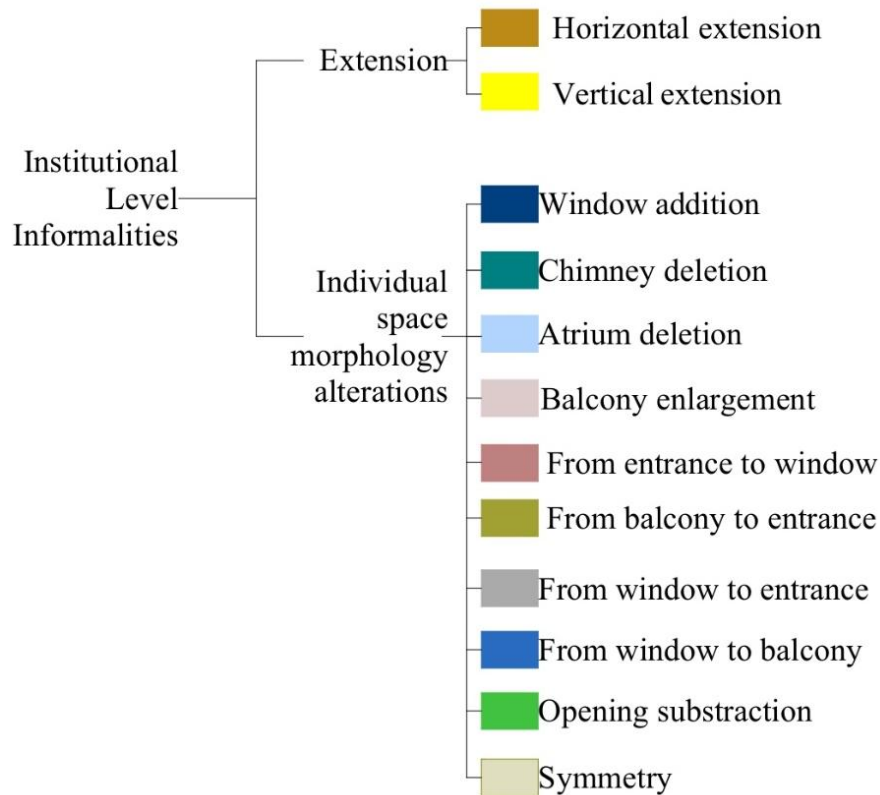 Institutional
Level
Informalities
Extension
Horizontal extension
Vertical extension
Individual
space
morphology
alterations
Window addition
Chimney deletion
Atrium deletion
Balcony enlargement
From entrance to window
From balcony to entrance
From window to entrance
From window to balcony
Opening substraction
Symmetry